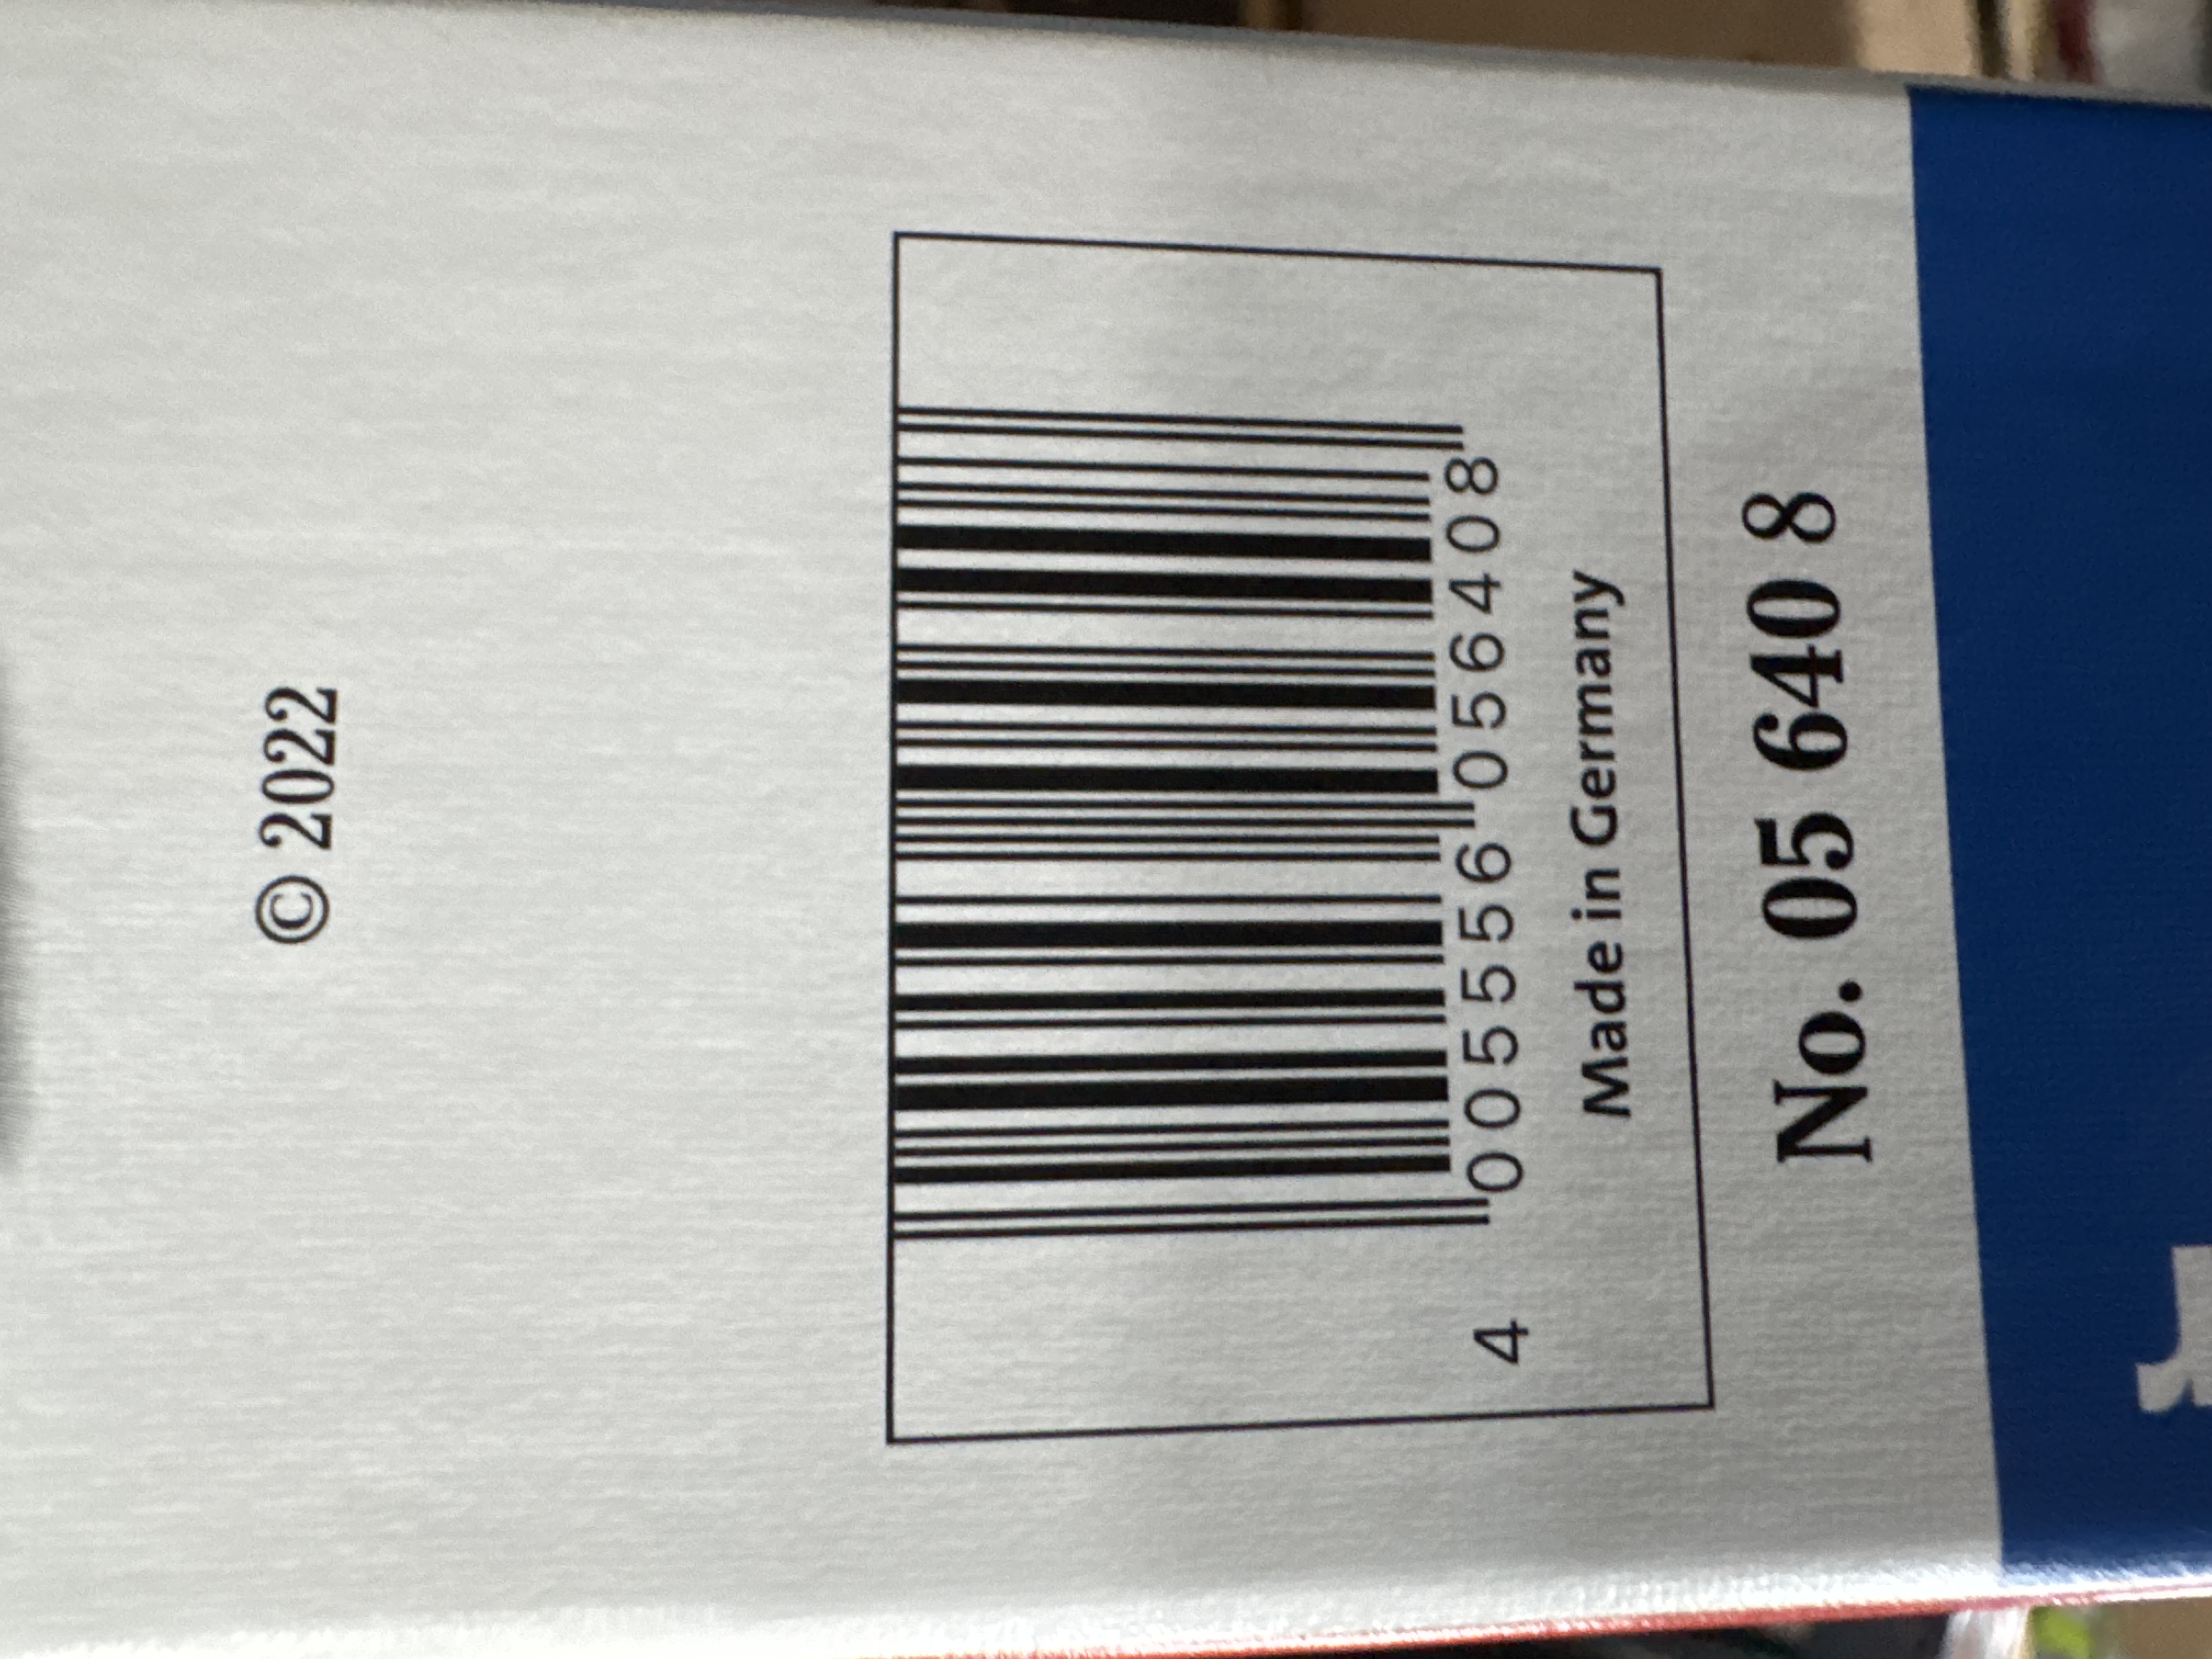 © 2022
4 005556 056408
Made in Germany
No. 05 640 8